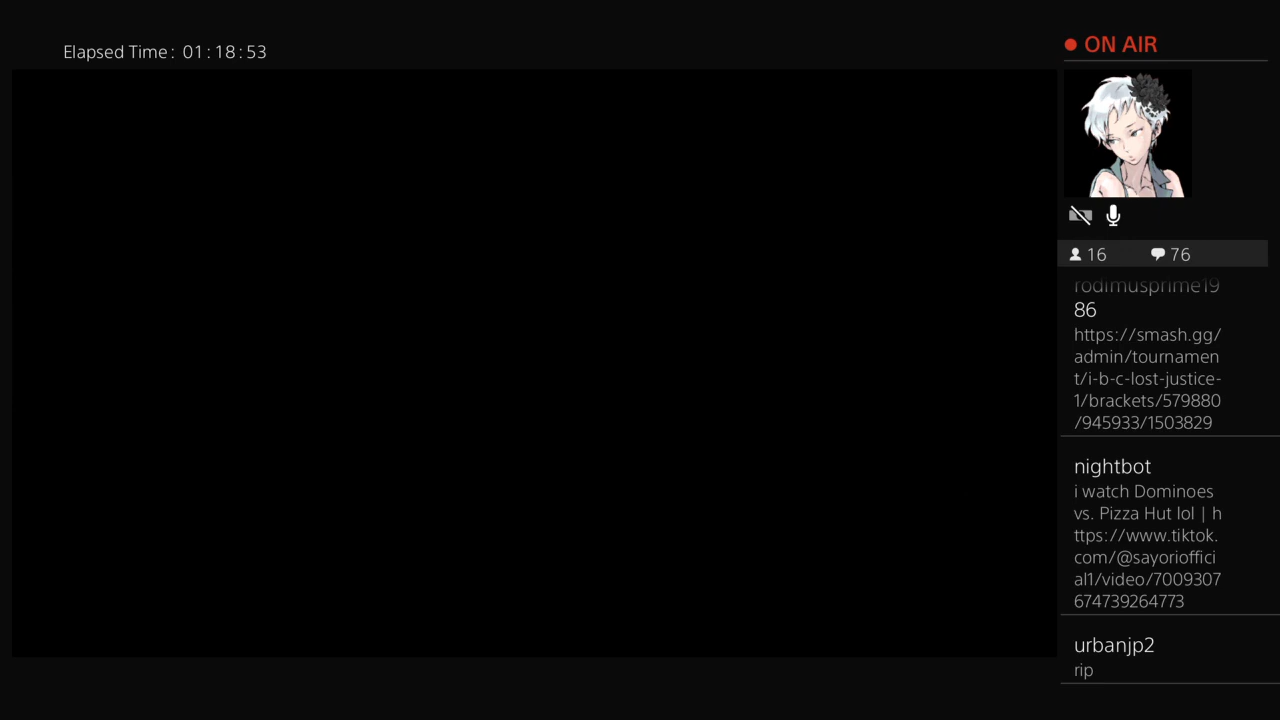 Elapsed Time: 01:18:53
ON AIR
16 76
rodimusprime19
86
https://smash.gg/
admin/tournamen
t/i-b-c-lost-justice-
1/brackets/579880
/945933/1503829
nightbot
i watch Dominoes
vs. Pizza Hut lol | h
ttps://www.tiktok.
com/@sayorioffici
al1/video/7009307
674739264773
urbanjp2
rip